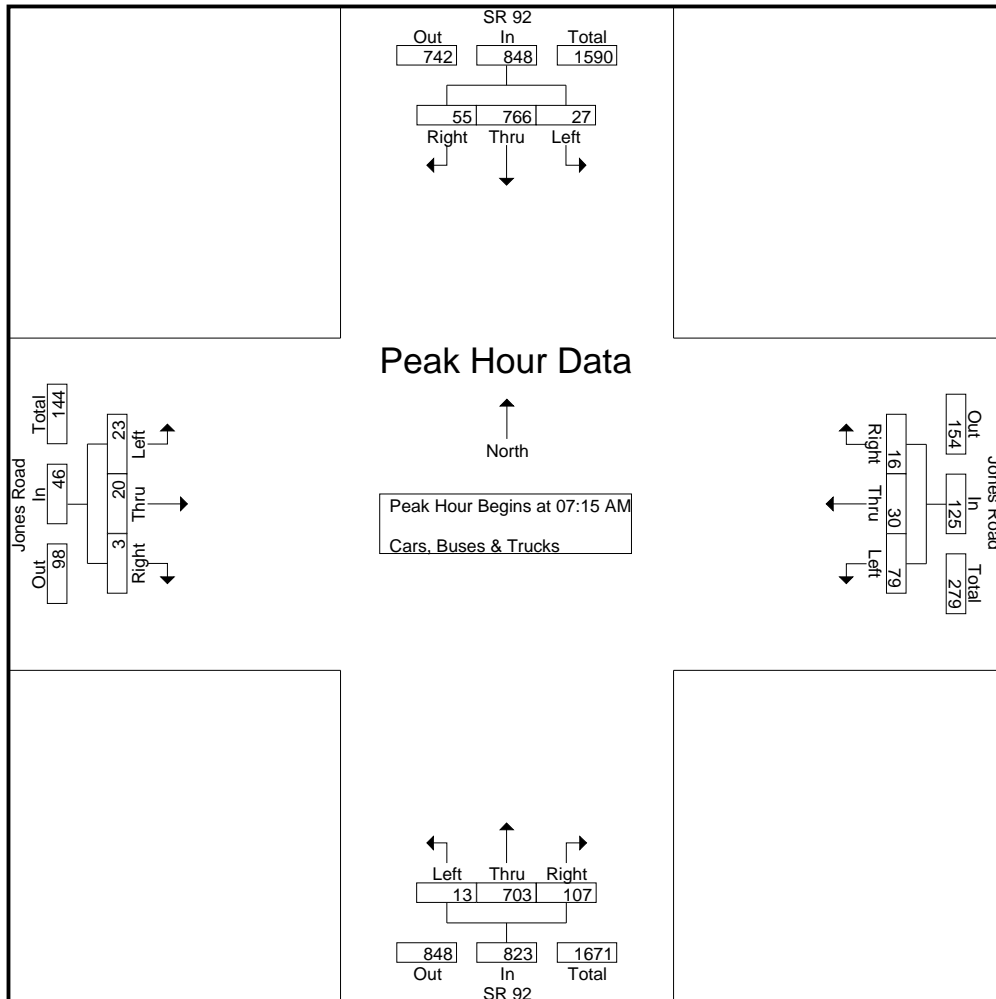 SR 92
Out In Total
742 848 1590
55 766 27
Right Thru Left
Peak Hour Data
North
Peak Hour Begins at 07:15 AM
Cars, Buses & Trucks
Jones Road
Out In Total
98 46 144
Left Thru Right
23 20 3
Jones Road
Out In Total
154 125 279
Right Thru Left
16 30 79
Left Thru Right
13 703 107
848 823 1671
Out In Total
SR 92